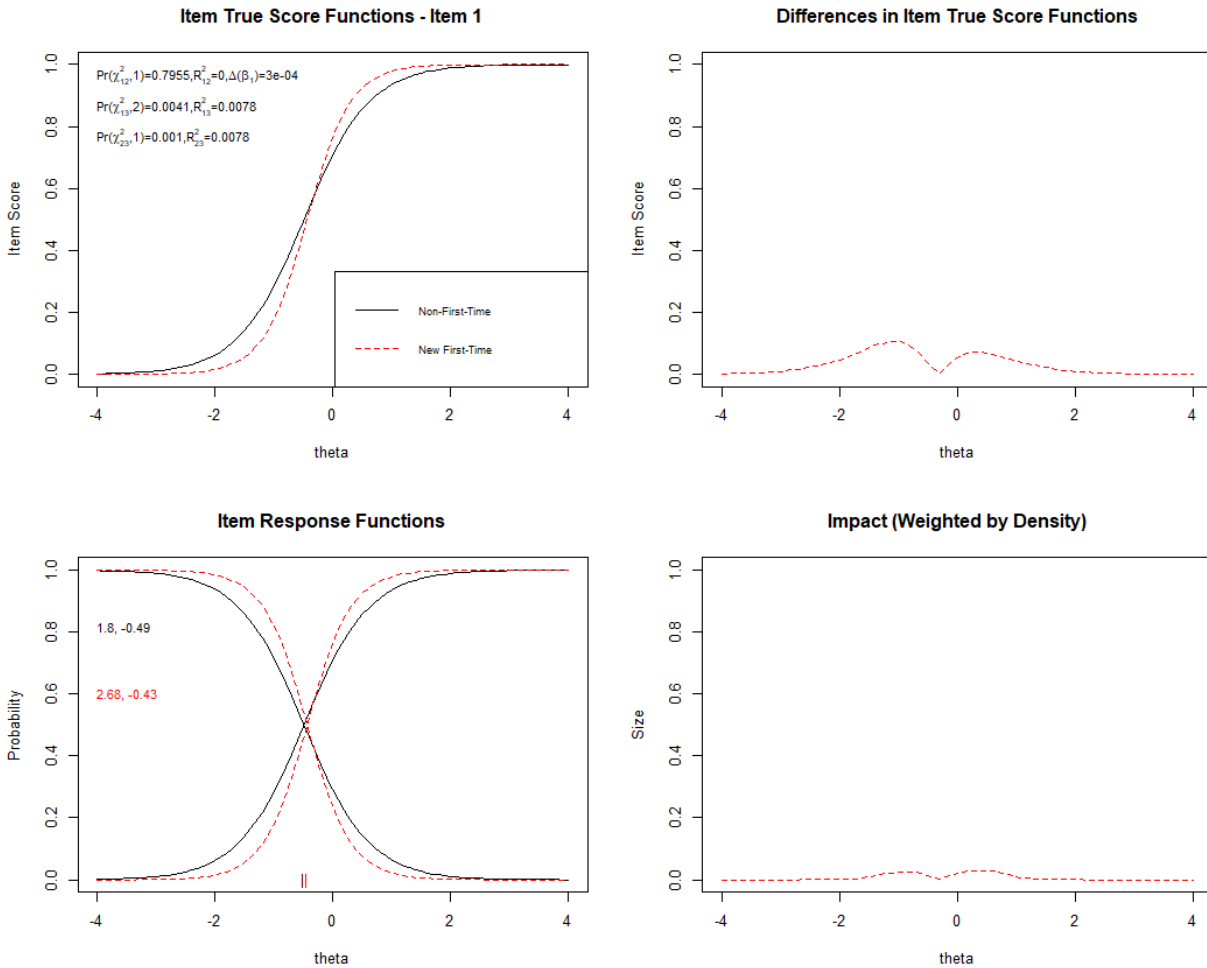 Item True Score Functions - Item 1
Pr(χ²₁₂,1)=0.7955,R²₁₂=0,Δ(β₁)=3e-04
Pr(χ²₁₃,2)=0.0041,R²₁₃=0.0078
Pr(χ²₂₃,1)=0.001,R²₂₃=0.0078
Item Score
0.0 0.2 0.4 0.6 0.8 1.0
Non-First-Time
New First-Time
-4 -2 0 2 4
theta
Differences in Item True Score Functions
Item Score
0.0 0.2 0.4 0.6 0.8 1.0
-4 -2 0 2 4
theta
Item Response Functions
Probability
0.0 0.2 0.4 0.6 0.8 1.0
1.8, -0.49
2.68, -0.43
-4 -2 0 2 4
theta
Impact (Weighted by Density)
Size
0.0 0.2 0.4 0.6 0.8 1.0
-4 -2 0 2 4
theta